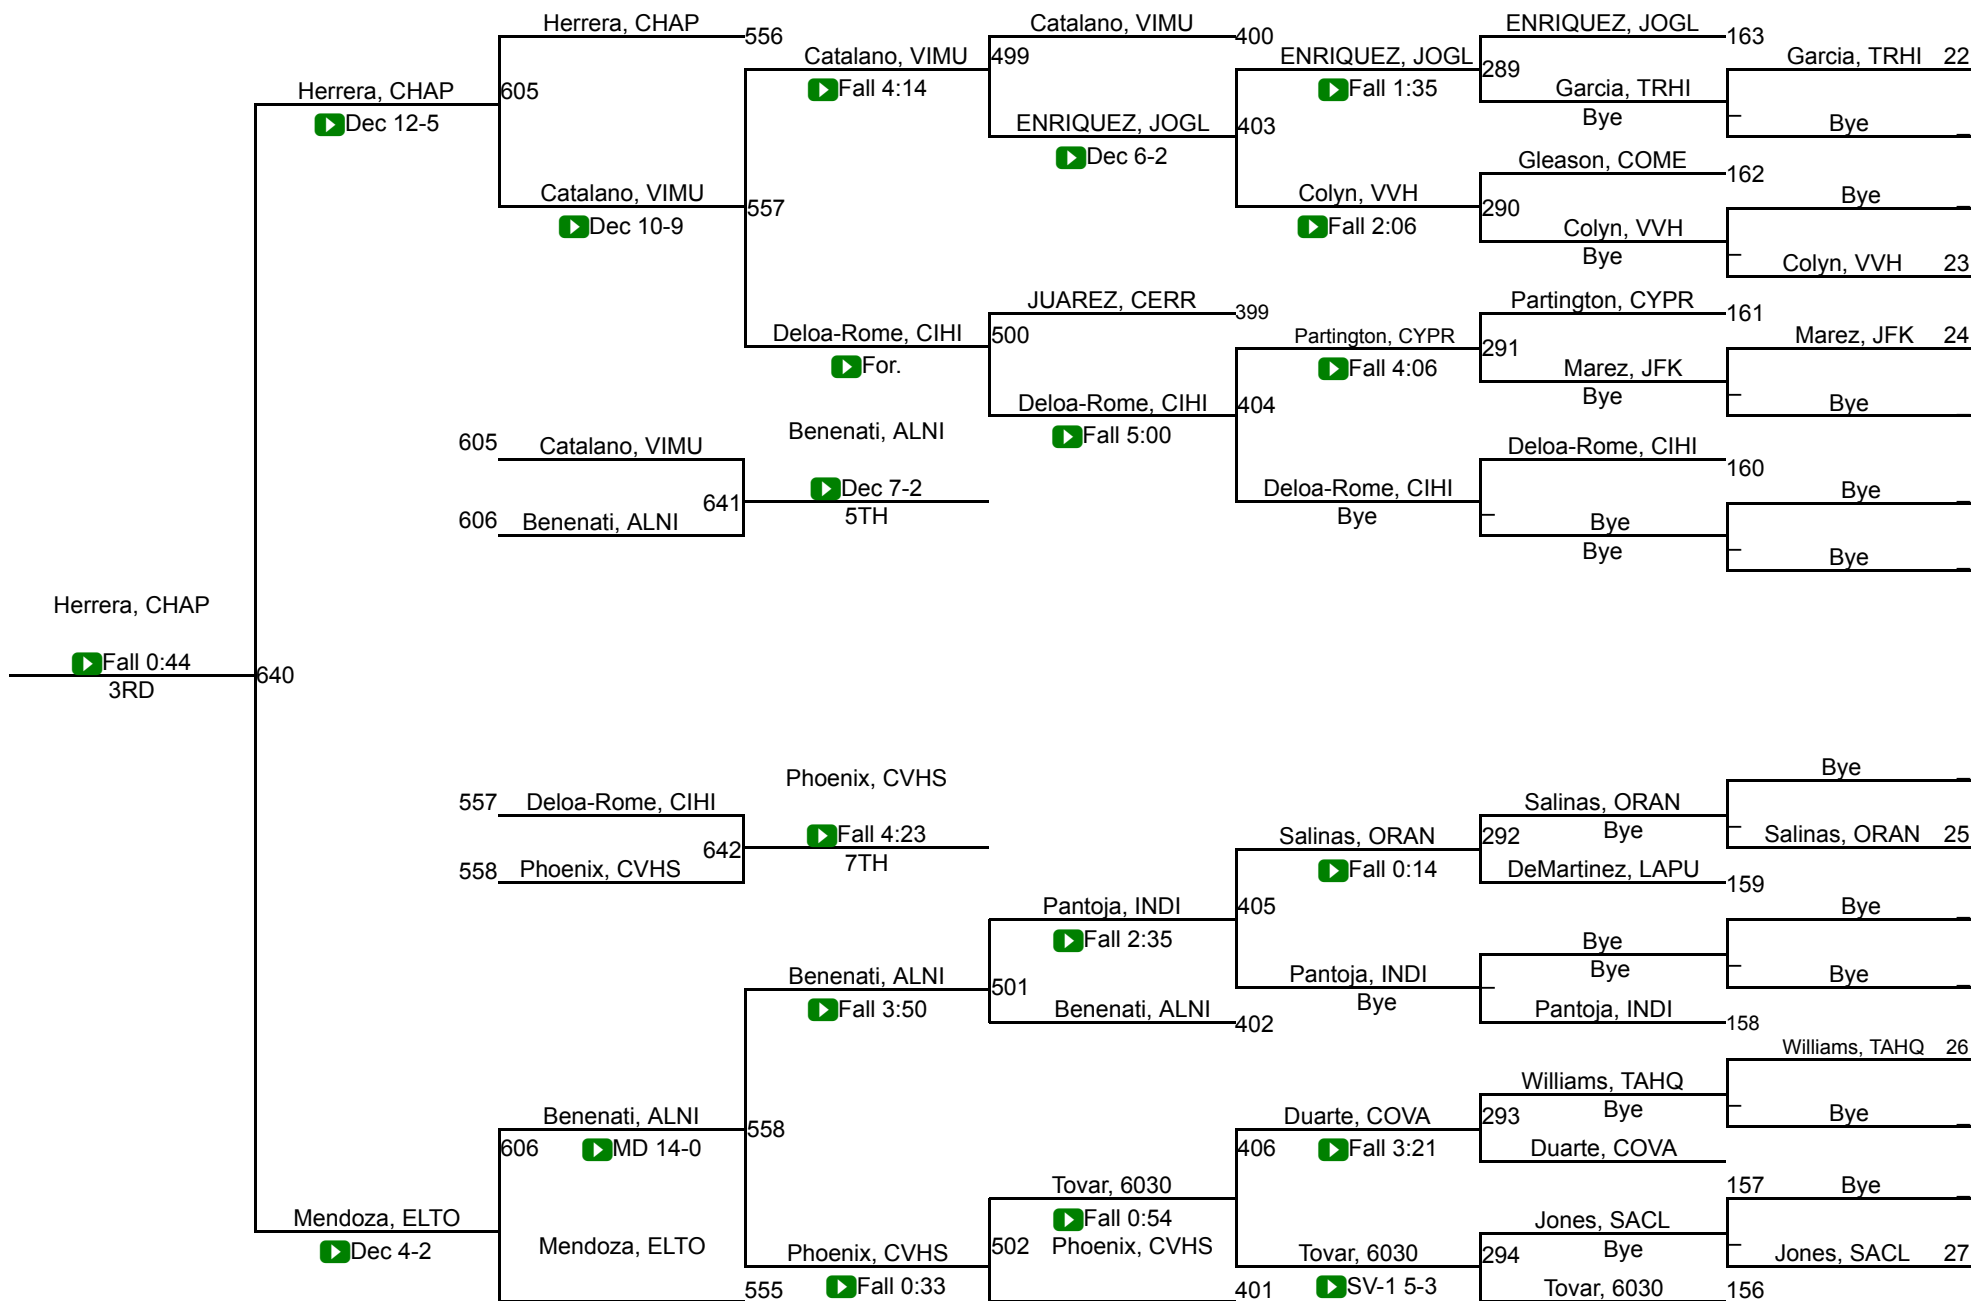 Herrera, CHAP
556
Catalano, VIMU
400
ENRIQUEZ, JOGL
163
Catalano, VIMU
499
ENRIQUEZ, JOGL
289
Garcia, TRHI 22
Fall 4:14
Fall 1:35
Garcia, TRHI
Bye
Herrera, CHAP
605
Dec 12-5
ENRIQUEZ, JOGL
403
Bye
Dec 6-2
Gleason, COME
162
Catalano, VIMU
557
Colyn, VVH
290
Bye
Dec 10-9
Fall 2:06
Colyn, VVH
Bye
Colyn, VVH 23
JUAREZ, CERR
399
Partington, CYPR
161
Deloa-Rome, CIHI
500
Partington, CYPR
291
Marez, JFK 24
For.
Fall 4:06
Marez, JFK
Bye
Deloa-Rome, CIHI
404
Bye
Benenati, ALNI
Fall 5:00
605 Catalano, VIMU
Deloa-Rome, CIHI
160
Dec 7-2
641
5TH
Deloa-Rome, CIHI
Bye
Bye
606 Benenati, ALNI
Bye
Bye
Bye
Herrera, CHAP
Fall 0:44
640
3RD
Phoenix, CVHS
Bye
557 Deloa-Rome, CIHI
Salinas, ORAN
Bye
Fall 4:23
642
7TH
Salinas, ORAN
292
Salinas, ORAN 25
558 Phoenix, CVHS
Fall 0:14
DeMartinez, LAPU
159
Pantoja, INDI
405
Bye
Fall 2:35
Bye
Bye
Benenati, ALNI
501
Pantoja, INDI
Bye
Bye
Fall 3:50
Benenati, ALNI
402
Pantoja, INDI
158
Williams, TAHQ 26
Williams, TAHQ
Bye
Benenati, ALNI
558
Duarte, COVA
293
Bye
606
MD 14-0
406
Fall 3:21
Duarte, COVA
157
Tovar, 6030
Bye
Mendoza, ELTO
Fall 0:54
Jones, SACL
Bye
Dec 4-2
Mendoza, ELTO
Phoenix, CVHS
502
Phoenix, CVHS
Tovar, 6030
294
Jones, SACL 27
555
Fall 0:33
401
SV-1 5-3
Tovar, 6030
156